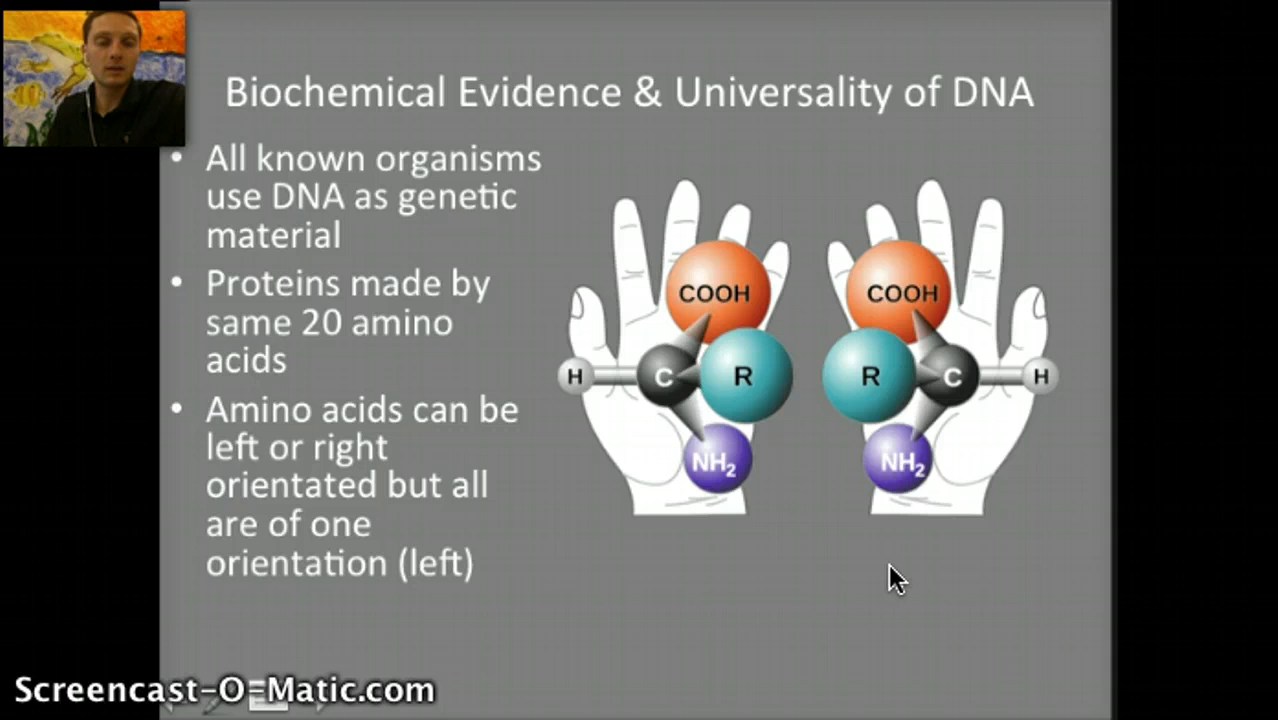 Biochemical Evidence & Universality of DNA
• All known organisms
use DNA as genetic
material
• Proteins made by
same 20 amino
acids
• Amino acids can be
left or right
orientated but all
are of one
orientation (left)
COOH COOH
H C R R C H
NH2 NH2
Screencast-O-Matic.com